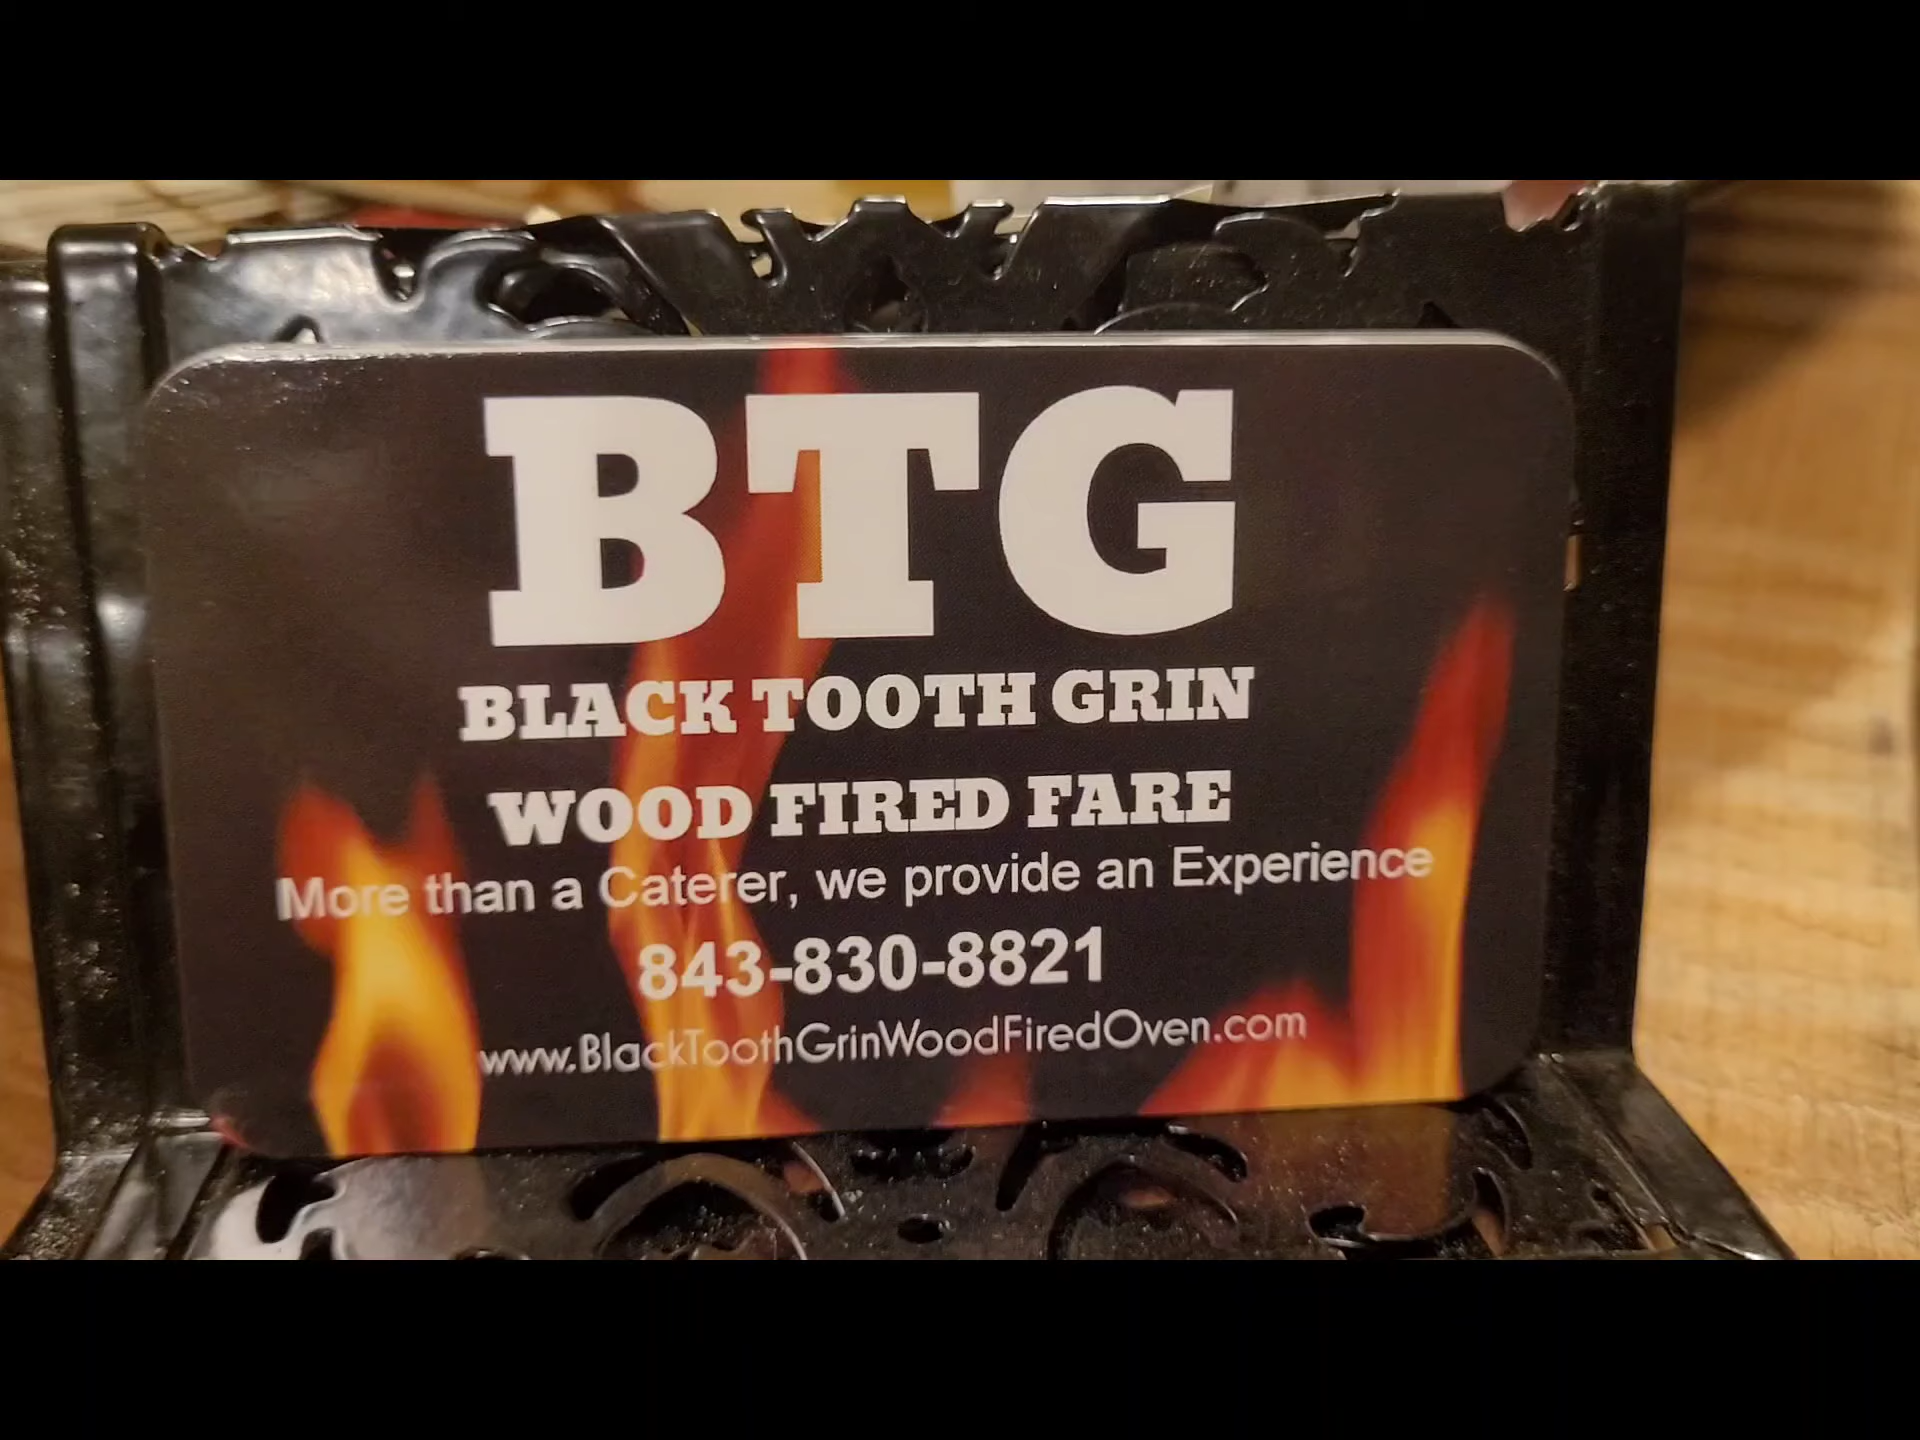 BTG
BLACK TOOTH GRIN
WOOD FIRED FARE
More than a Caterer, we provide an Experience
843-830-8821
www.BlackToothGrinWoodFiredOven.com